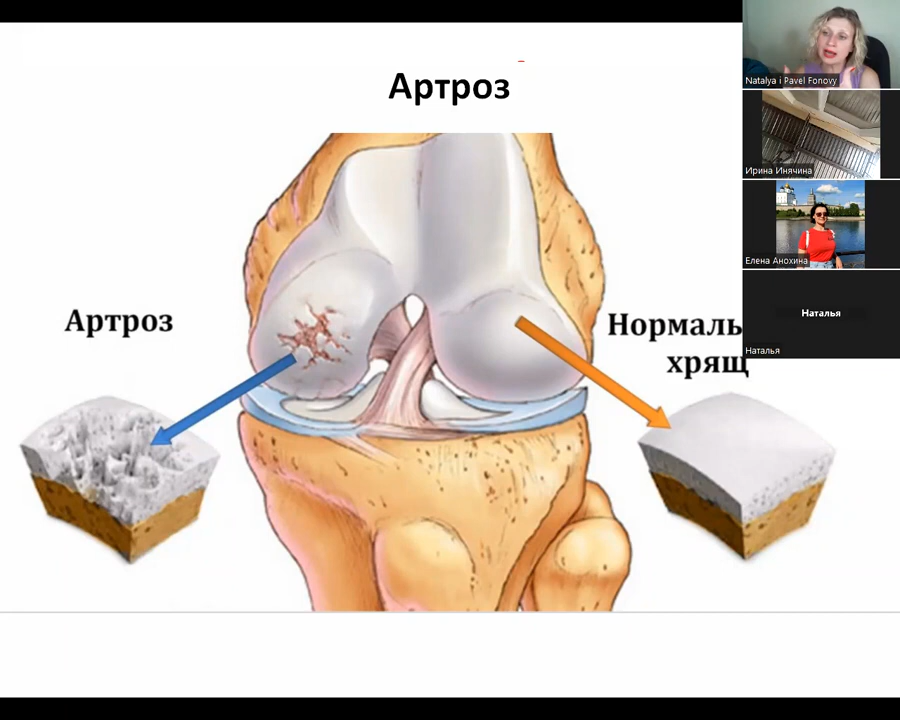 Артроз
Артроз
Нормаль
хрящ
Natalya i Pavel Fonovy
Ирина Инячина
Елена Анохина
Наталья
Наталья